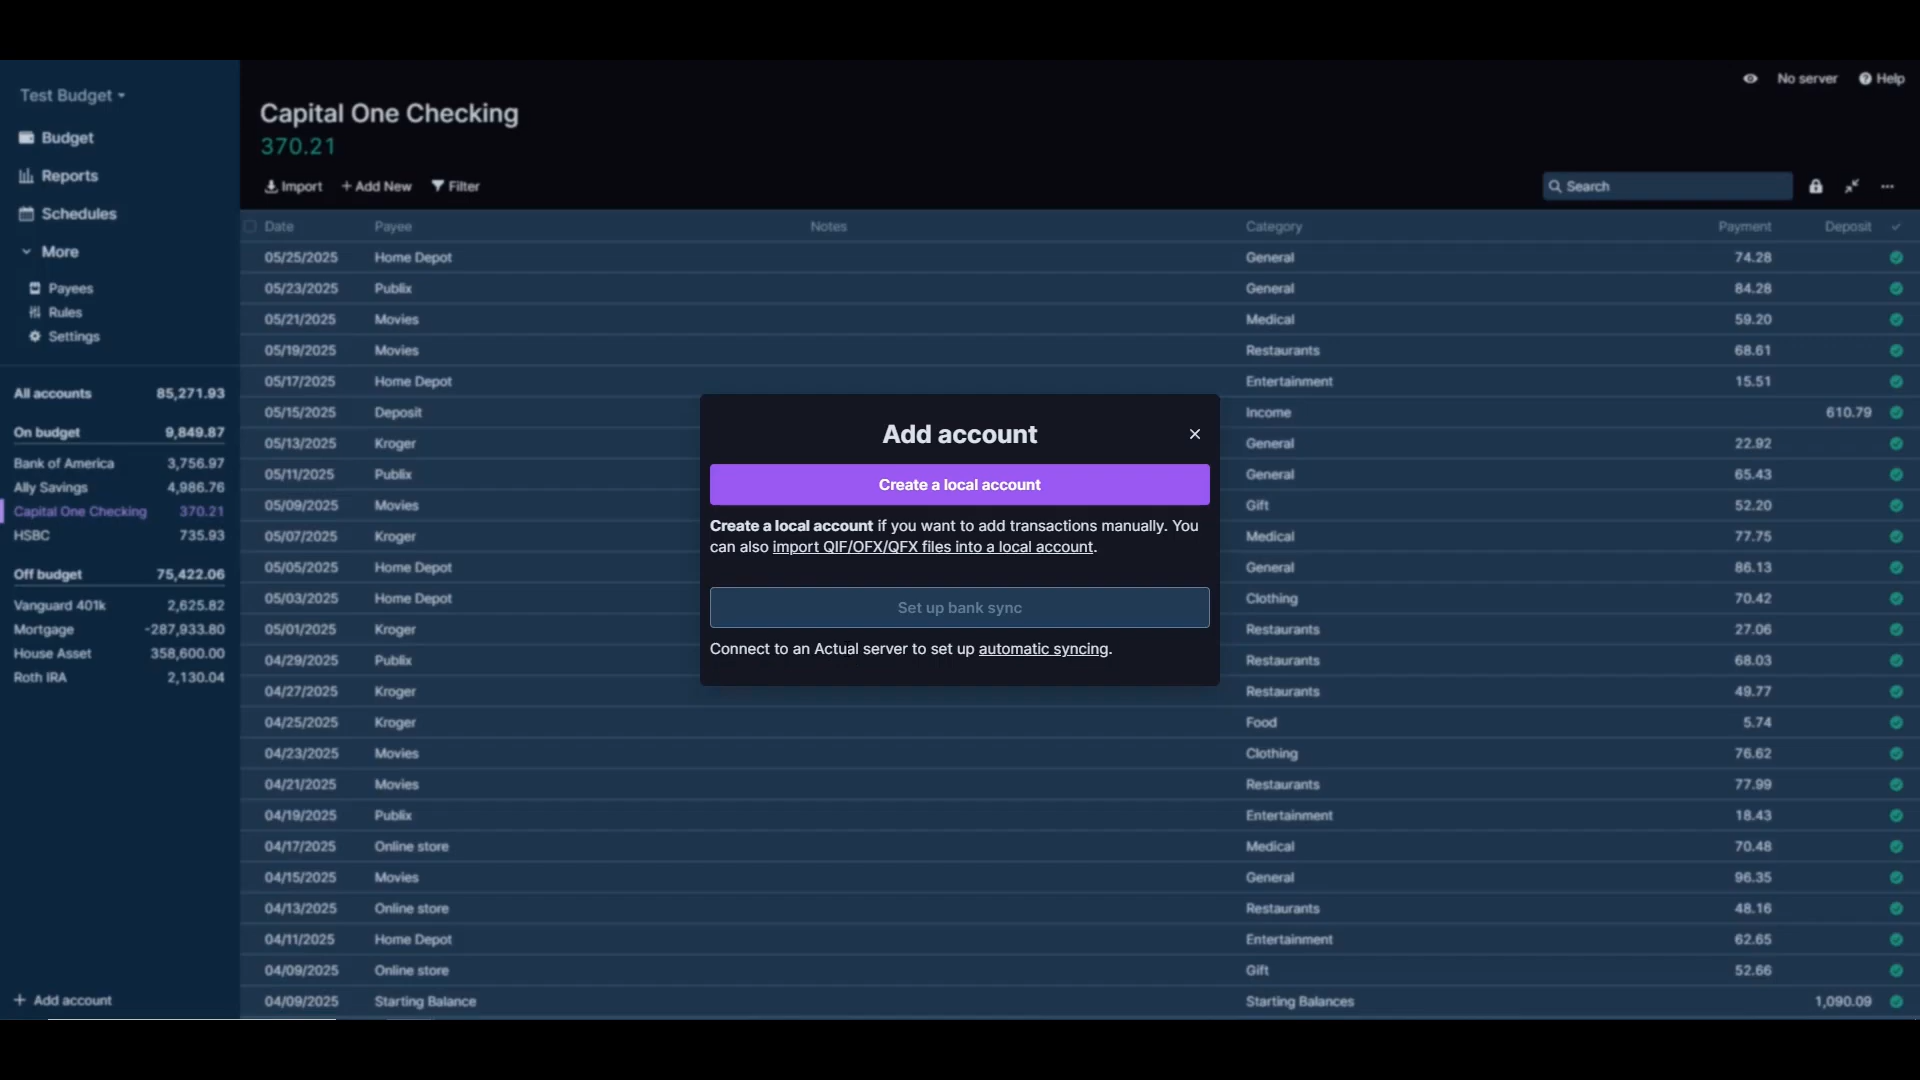 Test Budget
Budget
Reports
Schedules
More
Payees
Rules
Settings
All accounts 85,271.93
On budget 9,849.87
Bank of America 3,756.97
Ally Savings 4,986.76
Capital One Checking 370.21
HSBC 735.93
Off budget 75,422.06
Vanguard 401k 2,625.82
Mortgage -287,933.80
House Asset 358,600.00
Roth IRA 2,130.04
+ Add account
No server Help
Capital One Checking
370.21
Import + Add New Filter Search
Date Payee Notes Category Payment Deposit
05/25/2025 Home Depot General 74.28
05/23/2025 Publix General 84.28
05/21/2025 Movies Medical 59.20
05/19/2025 Movies Restaurants 68.61
05/17/2025 Home Depot Entertainment 15.51
05/15/2025 Deposit Income 610.79
05/13/2025 Kroger General 22.92
05/11/2025 Publix General 65.43
05/09/2025 Movies Gift 52.20
05/07/2025 Kroger Medical 77.75
05/05/2025 Home Depot General 86.13
05/03/2025 Home Depot Clothing 70.42
05/01/2025 Kroger Restaurants 27.06
04/29/2025 Publix Restaurants 68.03
04/27/2025 Kroger Restaurants 49.77
04/25/2025 Kroger Food 5.74
04/23/2025 Movies Clothing 76.62
04/21/2025 Movies Restaurants 77.99
04/19/2025 Publix Entertainment 18.43
04/17/2025 Online store Medical 70.48
04/15/2025 Movies General 96.35
04/13/2025 Online store Restaurants 48.16
04/11/2025 Home Depot Entertainment 62.65
04/09/2025 Online store Gift 52.66
04/09/2025 Starting Balance Starting Balances 1,090.09
Add account
Create a local account
Create a local account if you want to add transactions manually. You
can also import QIF/OFX/QFX files into a local account.
Set up bank sync
Connect to an Actual server to set up automatic syncing.